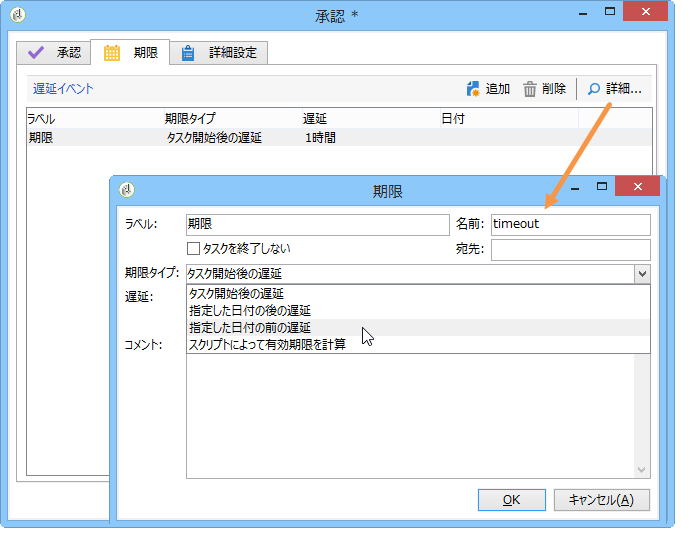 承認 *
承認 期限 詳細設定
遅延イベント 追加 削除 詳細...
ラベル 期限タイプ 遅延 日付
期限 タスク開始後の遅延 1時間
期限
ラベル: 期限 名前: timeout
タスクを終了しない 宛先:
期限タイプ: タスク開始後の遅延
遅延: タスク開始後の遅延
指定した日付の後の遅延
指定した日付の前の遅延
コメント: スクリプトによって有効期限を計算
OK キャンセル(A)